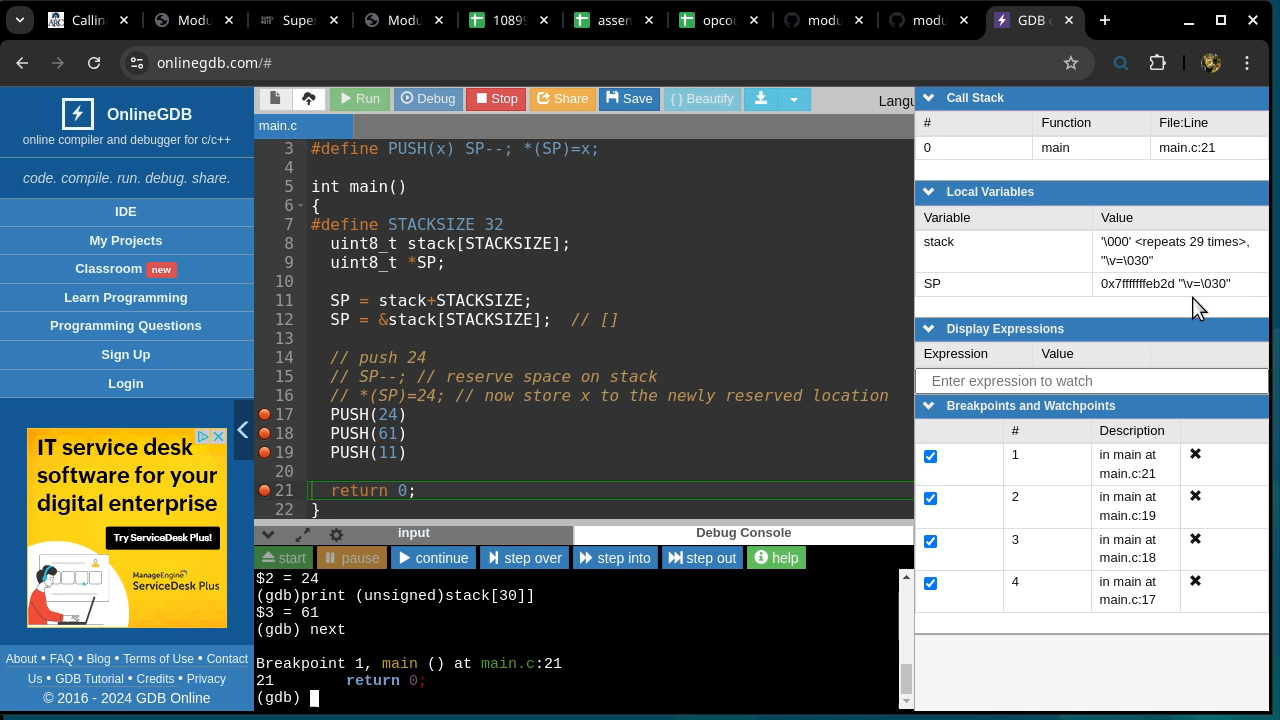 Callin
Modu
Super
Modu
1089
assen
opco
modu
modu
GDB
onlinegdb.com/#
OnlineGDB
online compiler and debugger for c/c++
code. compile. run. debug. share.
IDE
My Projects
Classroom new
Learn Programming
Programming Questions
Sign Up
Login
IT service desk
software for your
digital enterprise
Try ServiceDesk Plus!
ManageEngine
ServiceDesk Plus
About • FAQ • Blog • Terms of Use • Contact
Us • GDB Tutorial • Credits • Privacy
© 2016 - 2024 GDB Online
Run
Debug
Stop
Share
Save
{ } Beautify
Langu
main.c
3 #define PUSH(x) SP--; *(SP)=x;
4
5 int main()
6 {
7 #define STACKSIZE 32
8 uint8_t stack[STACKSIZE];
9 uint8_t *SP;
10
11 SP = stack+STACKSIZE;
12 SP = &stack[STACKSIZE]; // []
13
14 // push 24
15 // SP--; // reserve space on stack
16 // *(SP)=24; // now store x to the newly reserved location
17 PUSH(24)
18 PUSH(61)
19 PUSH(11)
20
21 return 0;
22 }
input
Debug Console
start
pause
continue
step over
step into
step out
help
$2 = 24
(gdb)print (unsigned)stack[30]]
$3 = 61
(gdb) next
Breakpoint 1, main () at main.c:21
21 return 0;
(gdb)
Call Stack
# Function File:Line
0 main main.c:21
Local Variables
Variable Value
stack '\000' <repeats 29 times>,
"\v=\030"
SP 0x7fffffffeb2d "\v=\030"
Display Expressions
Expression Value
Enter expression to watch
Breakpoints and Watchpoints
# Description
1 in main at
main.c:21
2 in main at
main.c:19
3 in main at
main.c:18
4 in main at
main.c:17